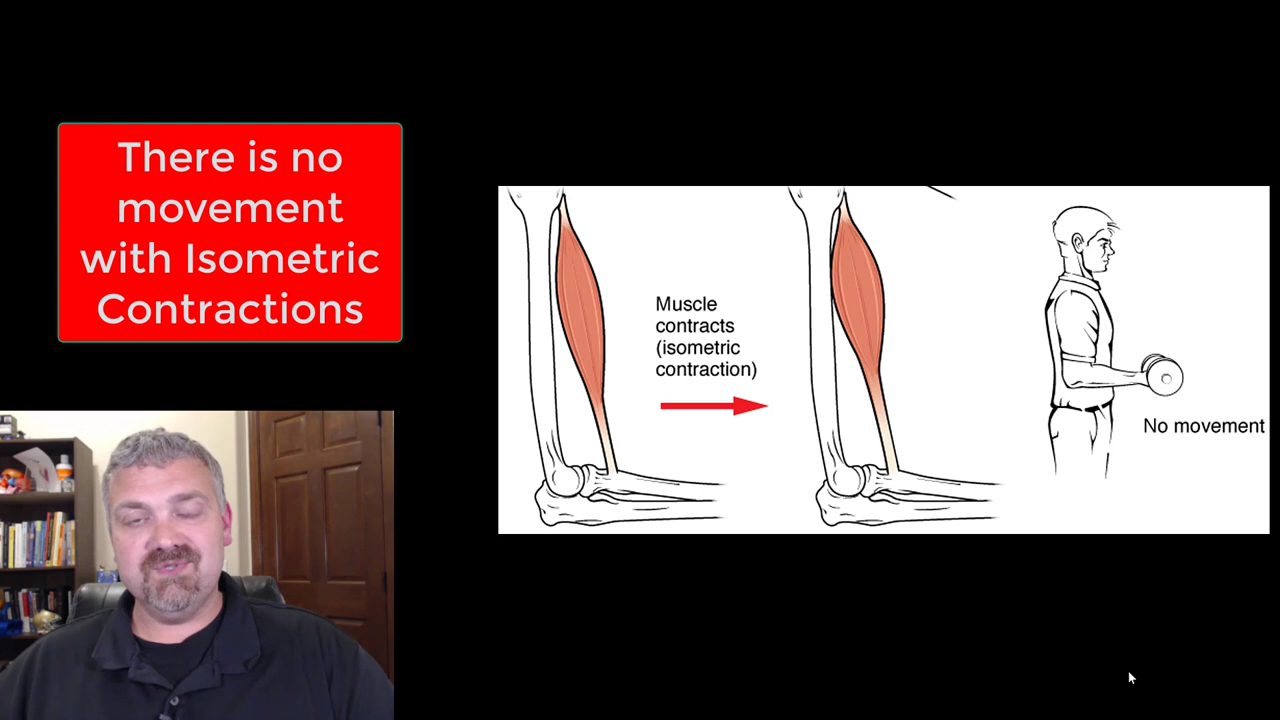 There is no
movement
with Isometric
Contractions
Muscle
contracts
(isometric
contraction)
No movement